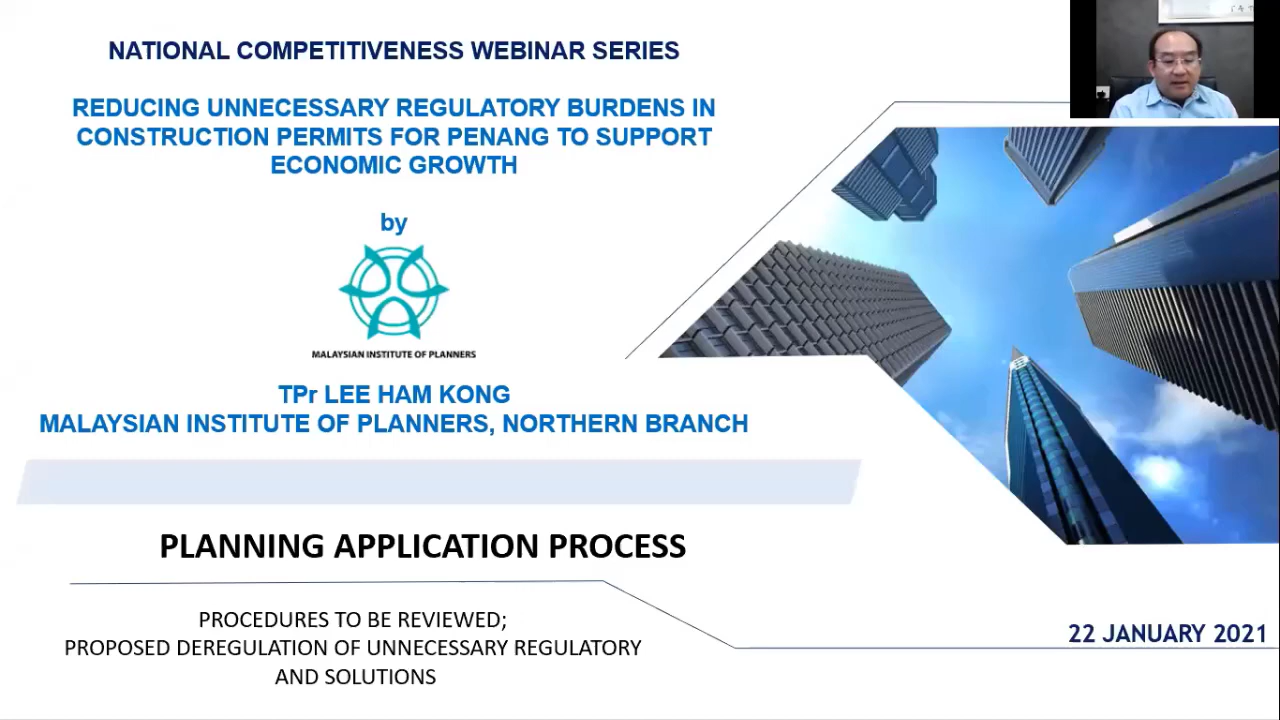 NATIONAL COMPETITIVENESS WEBINAR SERIES
REDUCING UNNECESSARY REGULATORY BURDENS IN
CONSTRUCTION PERMITS FOR PENANG TO SUPPORT
ECONOMIC GROWTH
by
MALAYSIAN INSTITUTE OF PLANNERS
TPr LEE HAM KONG
MALAYSIAN INSTITUTE OF PLANNERS, NORTHERN BRANCH
PLANNING APPLICATION PROCESS
PROCEDURES TO BE REVIEWED;
PROPOSED DEREGULATION OF UNNECESSARY REGULATORY
AND SOLUTIONS
22 JANUARY 2021